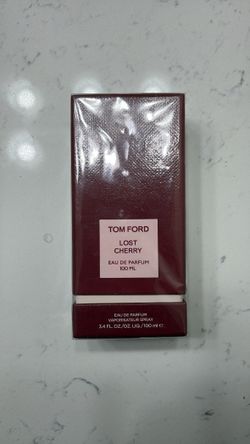 TOM FORD
LOST
CHERRY
EAU DE PARFUM
100 ML
EAU DE PARFUM
VAPORISATEUR SPRAY
3.4 FL. OZ./OZ. LIQ./100 ml ℮